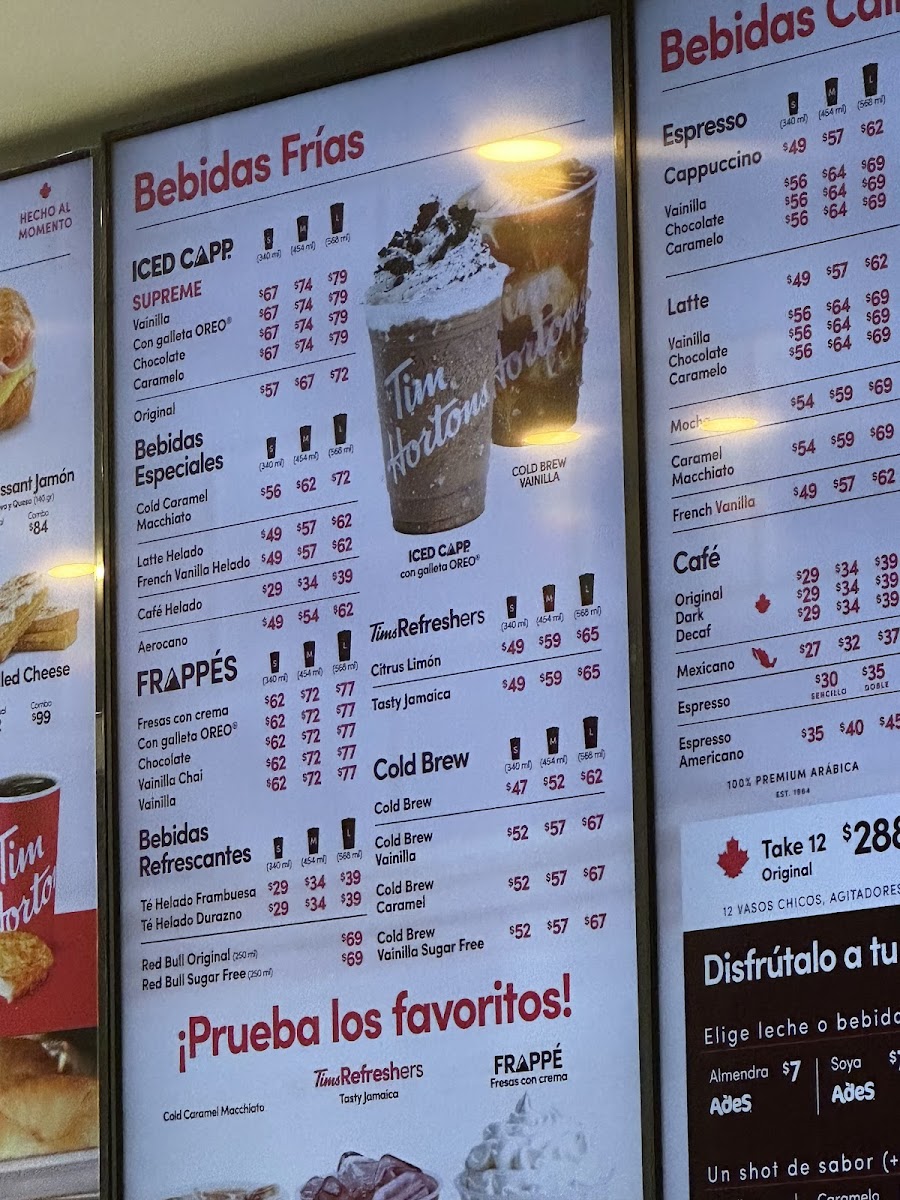 HECHO AL
MOMENTO
ssant Jamón
vo y Queso (140 gr)
Combo
$84
led Cheese
Combo
$99
Tim
Horto
Bebidas Frías
ICED CAPP.
S M L
(340 ml) (454 ml) (568 ml)
SUPREME
Vainilla $67 $74 $79
Con galleta OREO® $67 $74 $79
Chocolate $67 $74 $79
Caramelo $67 $74 $79
Original $57 $67 $72
Bebidas
Especiales
S M L
(340 ml) (454 ml) (568 ml)
Cold Caramel
Macchiato $56 $62 $72
Latte Helado $49 $57 $62
French Vanilla Helado $49 $57 $62
Café Helado $29 $34 $39
Aerocano $49 $54 $62
FRAPPÉS
S M L
(340 ml) (454 ml) (568 ml)
Fresas con crema $62 $72 $77
Con galleta OREO® $62 $72 $77
Chocolate $62 $72 $77
Vainilla Chai $62 $72 $77
Vainilla $62 $72 $77
Bebidas
Refrescantes
S M L
(340 ml) (454 ml) (568 ml)
Té Helado Frambuesa $29 $34 $39
Té Helado Durazno $29 $34 $39
Red Bull Original (250 ml) $69
Red Bull Sugar Free (250 ml) $69
Tim
Hortons
Hortons
COLD BREW
VAINILLA
ICED CAPP.
con galleta OREO®
TimsRefreshers
S M L
(340 ml) (454 ml) (568 ml)
Citrus Limón $49 $59 $65
Tasty Jamaica $49 $59 $65
Cold Brew
S M L
(340 ml) (454 ml) (568 ml)
Cold Brew $47 $52 $62
Cold Brew
Vainilla $52 $57 $67
Cold Brew
Caramel $52 $57 $67
Cold Brew
Vainilla Sugar Free $52 $57 $67
¡Prueba los favoritos!
Cold Caramel Macchiato
TimsRefreshers
Tasty Jamaica
FRAPPÉ
Fresas con crema
Bebidas Cali
S M L
(340 ml) (454 ml) (568 ml)
Espresso
Cappuccino $49 $57 $62
Vainilla $56 $64 $69
Chocolate $56 $64 $69
Caramelo $56 $64 $69
Latte $49 $57 $62
Vainilla $56 $64 $69
Chocolate $56 $64 $69
Caramelo $56 $64 $69
Mocha $54 $59 $69
Caramel
Macchiato $54 $59 $69
French Vanilla $49 $57 $62
Café
Original $29 $34 $39
Dark $29 $34 $39
Decaf $29 $34 $39
Mexicano $27 $32 $37
Espresso $30 $35
SENCILLO DOBLE
Espresso
Americano $35 $40 $45
100% PREMIUM ARÁBICA
EST. 1964
Take 12 $288
Original
12 VASOS CHICOS, AGITADORES
Disfrútalo a tu
Elige leche o bebida
Almendra $7
AdeS
Soya
AdeS
Un shot de sabor (+
Caramelo